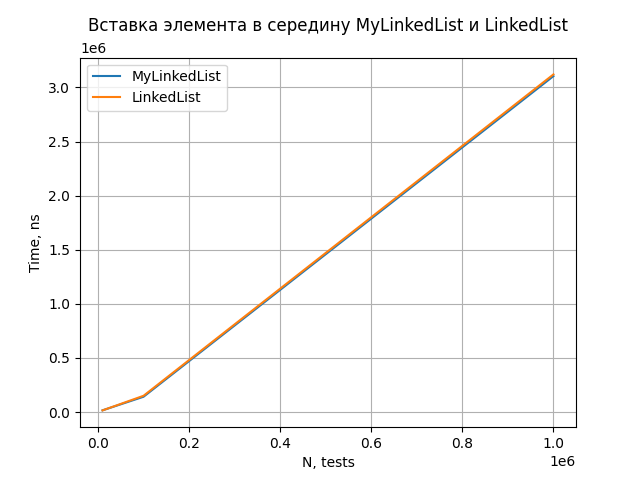 Вставка элемента в середину MyLinkedList и LinkedList
1e6
MyLinkedList
LinkedList
3.0
2.5
2.0
1.5
1.0
0.5
0.0
Time, ns
0.0 0.2 0.4 0.6 0.8 1.0
1e6
N, tests